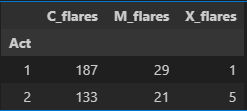 C_flares M_flares X_flares
Act
1 187 29 1
2 133 21 5